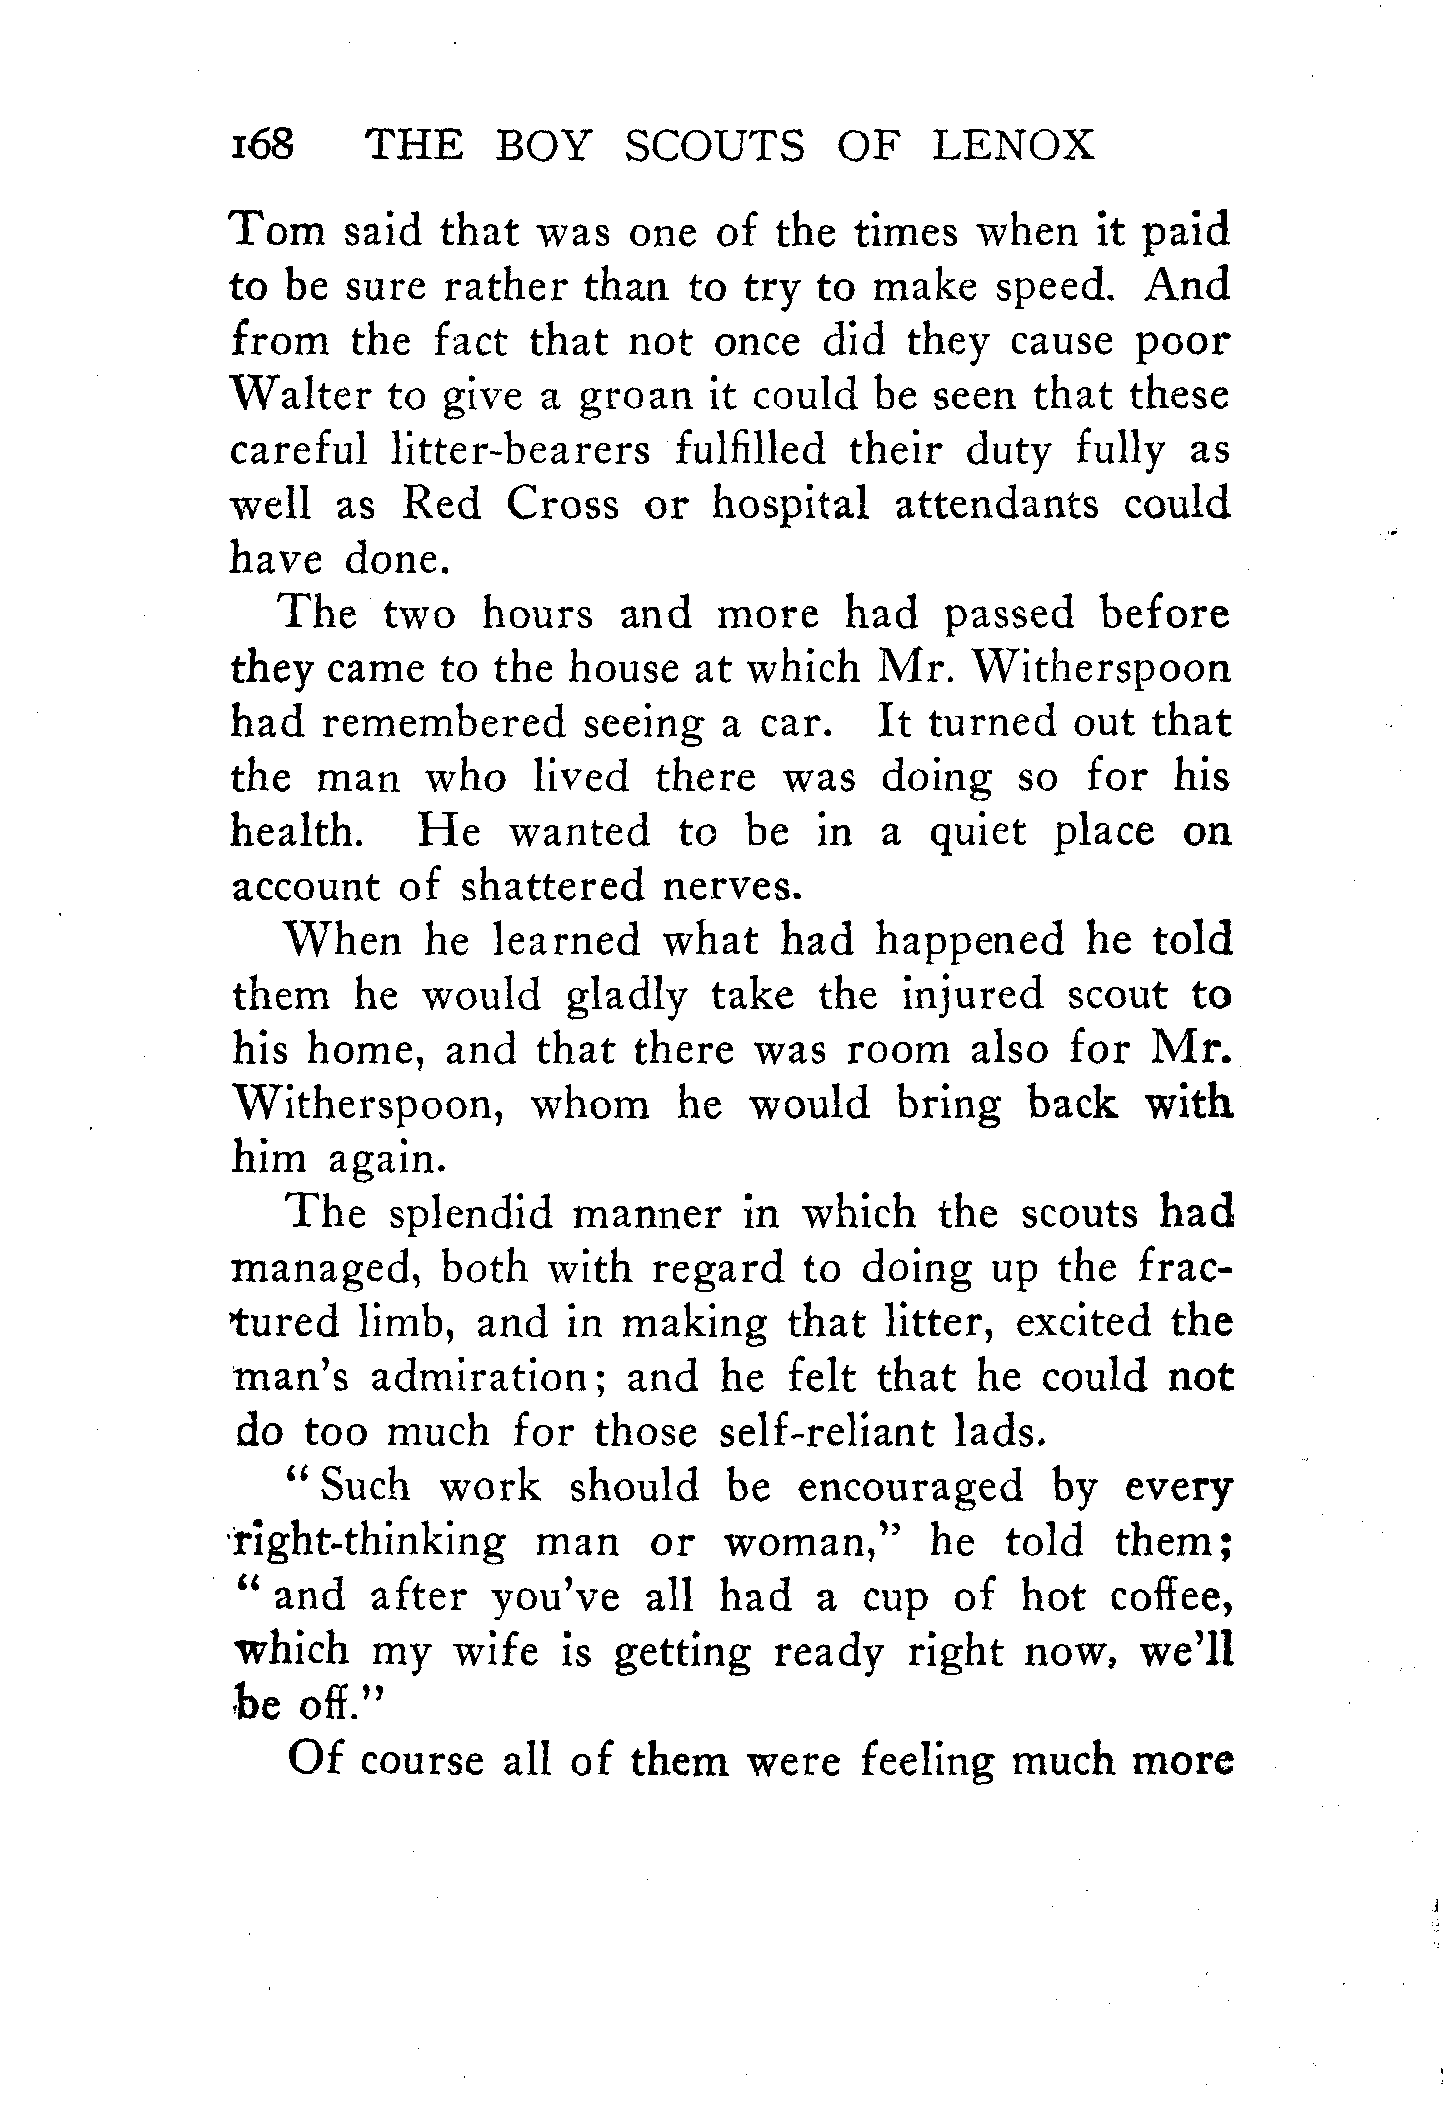 168 THE BOY SCOUTS OF LENOX
Tom said that was one of the times when it paid
to be sure rather than to try to make speed. And
from the fact that not once did they cause poor
Walter to give a groan it could be seen that these
careful litter-bearers fulfilled their duty fully as
well as Red Cross or hospital attendants could
have done.
The two hours and more had passed before
they came to the house at which Mr. Witherspoon
had remembered seeing a car. It turned out that
the man who lived there was doing so for his
health. He wanted to be in a quiet place on
account of shattered nerves.
When he learned what had happened he told
them he would gladly take the injured scout to
his home, and that there was room also for Mr.
Witherspoon, whom he would bring back with
him again.
The splendid manner in which the scouts had
managed, both with regard to doing up the frac-
tured limb, and in making that litter, excited the
man's admiration; and he felt that he could not
do too much for those self-reliant lads.
“Such work should be encouraged by every
right-thinking man or woman,” he told them;
“and after you've all had a cup of hot coffee,
which my wife is getting ready right now, we'll
be off.”
Of course all of them were feeling much more